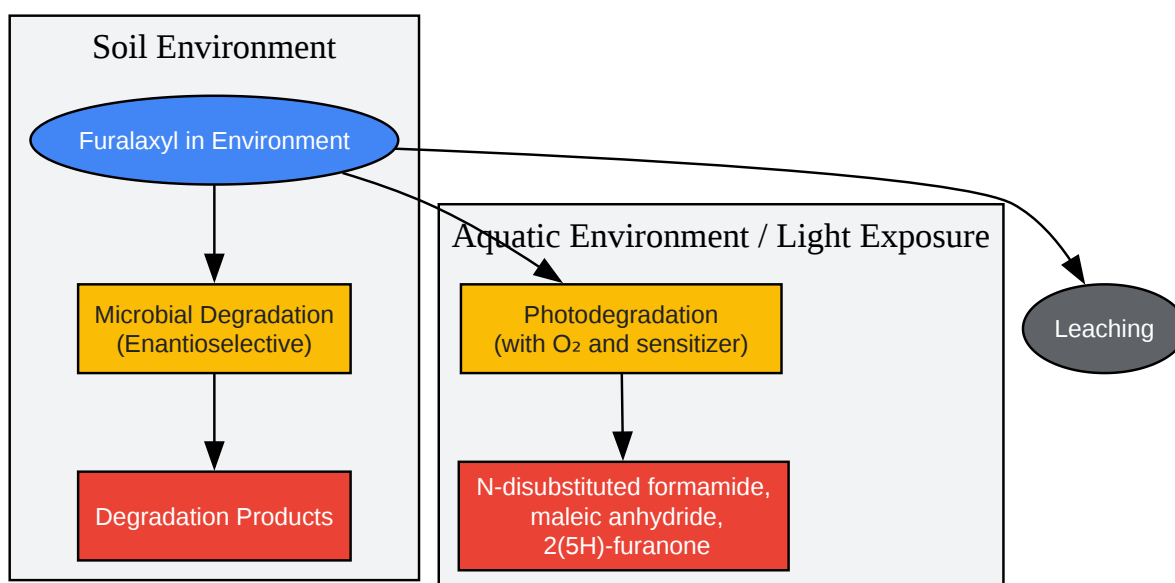 Soil Environment
Furalaxyl in Environment
Aquatic Environment / Light Exposure
Microbial Degradation
(Enantioselective)
Photodegradation
(with O₂ and sensitizer)
Leaching
Degradation Products
N-disubstituted formamide,
maleic anhydride,
2(5H)-furanone